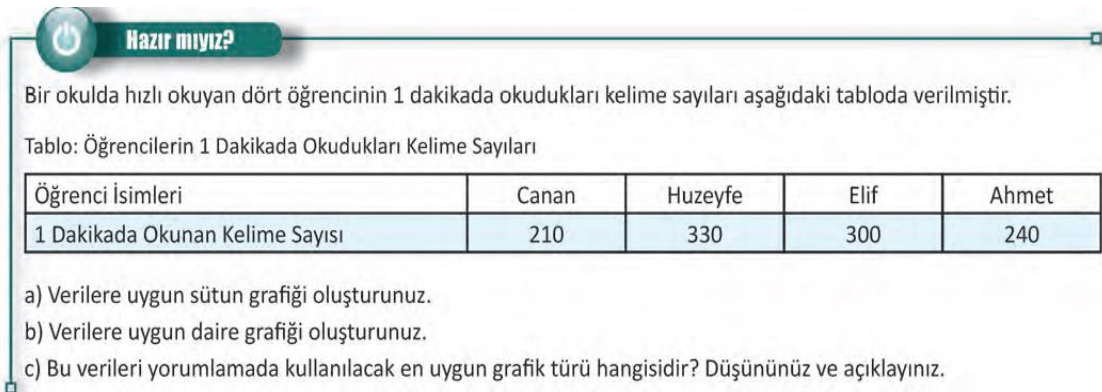 Hazır mıyız?
Bir okulda hızlı okuyan dört öğrencinin 1 dakikada okudukları kelime sayıları aşağıdaki tabloda verilmiştir.
Tablo: Öğrencilerin 1 Dakikada Okudukları Kelime Sayıları
Öğrenci İsimleri Canan Huzeyfe Elif Ahmet
1 Dakikada Okunan Kelime Sayısı 210 330 300 240
a) Verilere uygun sütun grafiği oluşturunuz.
b) Verilere uygun daire grafiği oluşturunuz.
c) Bu verileri yorumlamada kullanılacak en uygun grafik türü hangisidir? Düşününüz ve açıklayınız.